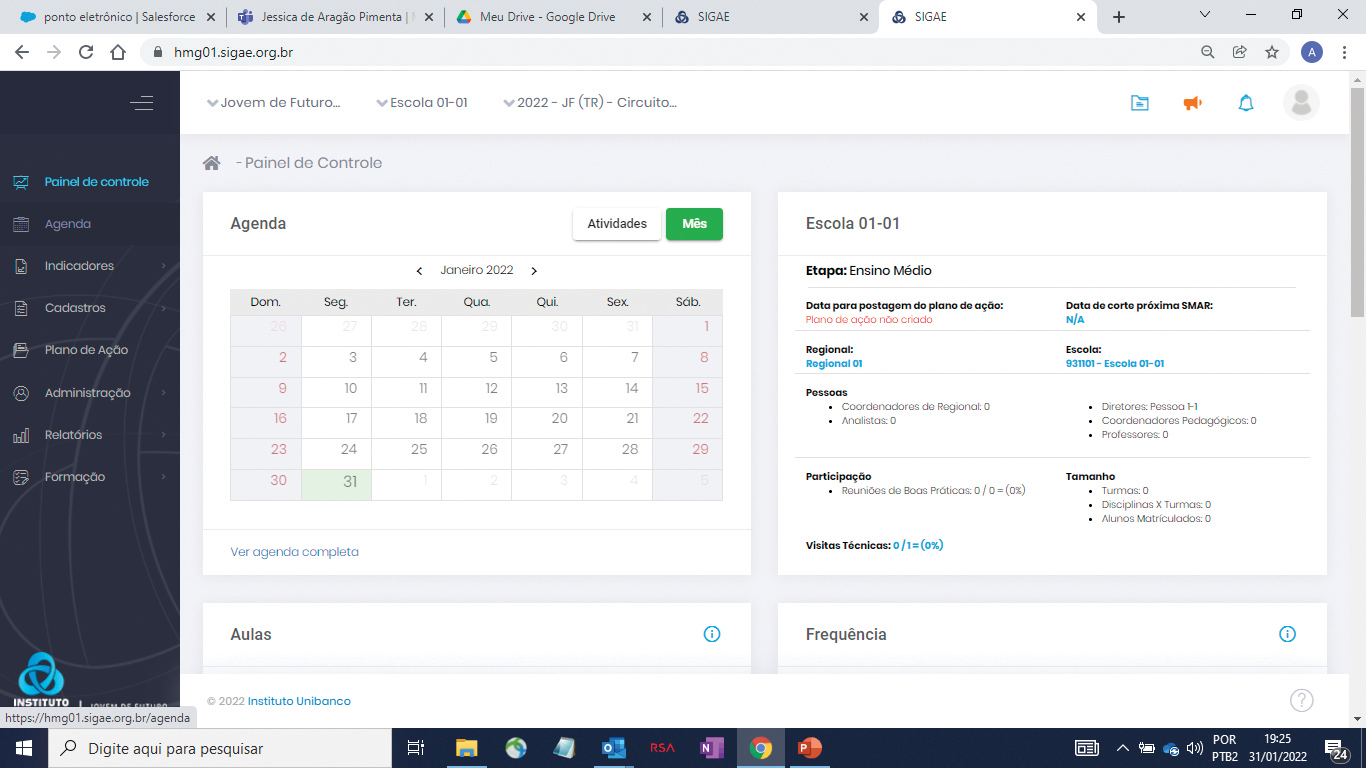 ponto eletrônico | Salesforce
Jessica de Aragão Pimenta |
Meu Drive - Google Drive
SIGAE
SIGAE
hmg01.sigae.org.br
A
Jovem de Futuro...
Escola 01-01
2022 - JF (TR) - Circuito...
- Painel de Controle
Painel de controle
Agenda
Indicadores
Cadastros
Plano de Ação
Administração
Relatórios
Formação
Agenda
Atividades
Mês
Janeiro 2022
Dom. Seg. Ter. Qua. Qui. Sex. Sáb.
26 27 28 29 30 31 1
2 3 4 5 6 7 8
9 10 11 12 13 14 15
16 17 18 19 20 21 22
23 24 25 26 27 28 29
30 31 1 2 3 4 5
Ver agenda completa
Escola 01-01
Etapa: Ensino Médio
Data para postagem do plano de ação:
Plano de ação não criado
Data de corte próxima SMAR:
N/A
Regional:
Regional 01
Escola:
931101 - Escola 01-01
Pessoas
Coordenadores de Regional: 0
Analistas: 0
Diretores: Pessoa 1-1
Coordenadores Pedagógicos: 0
Professores: 0
Participação
Reuniões de Boas Práticas: 0 / 0 = (0%)
Tamanho
Turmas: 0
Disciplinas X Turmas: 0
Alunos Matrículados: 0
Visitas Técnicas: 0 / 1 = (0%)
Aulas
Frequência
INSTITUTO
JOVEM DE FUTURO
© 2022 Instituto Unibanco
https://hmg01.sigae.org.br/agenda
Digite aqui para pesquisar
RSA
POR
PTB2
19:25
31/01/2022
24